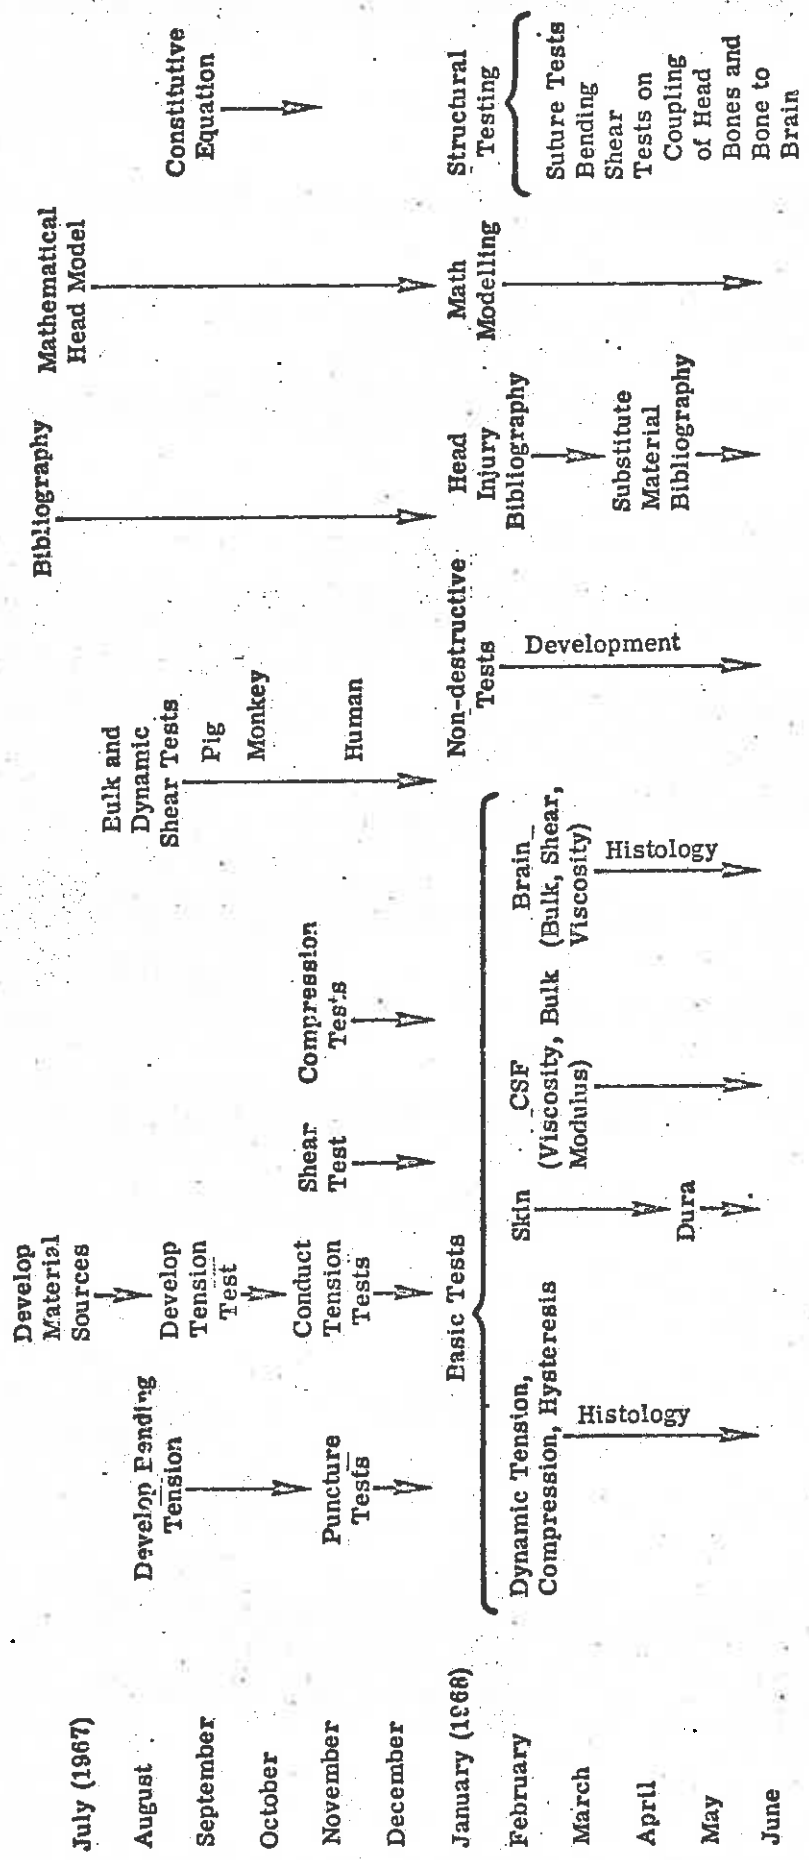 July (1967)
August
September
October
November
December
January (1968)
February
March
April
May
June
Develop Bending
Tension
Puncture
Tests
Develop
Material
Sources
Develop
Tension
Test
Conduct
Tension
Tests
Shear
Test
Compression
Tests
Bulk and
Dynamic
Shear Tests
Pig
Monkey
Human
Bibliography
Mathematical
Head Model
Constitutive
Equation
Basic Tests
Dynamic Tension,
Compression, Hysteresis
Histology
Skin
Dura
CSF
(Viscosity, Bulk
Modulus)
Brain
(Bulk, Shear,
Viscosity)
Histology
Non-destructive
Tests
Development
Head
Injury
Bibliography
Substitute
Material
Bibliography
Math
Modelling
Structural
Testing
Suture Tests
Bending
Shear
Tests on
Coupling
of Head
Bones and
Bone to
Brain